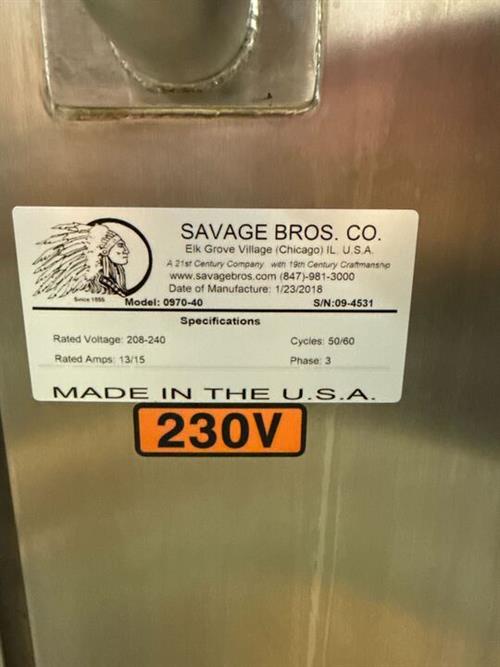 SAVAGE BROS. CO.
Elk Grove Village (Chicago) IL, U.S.A.
A 21st Century Company with 19th Century Craftmanship
www.savagebros.com (847)-981-3000
Date of Manufacture: 1/23/2018
Since 1855
Model: 0970-40 S/N:09-4531
Specifications
Rated Voltage: 208-240 Cycles: 50/60
Rated Amps: 13/15 Phase: 3
MADE IN THE U.S.A.
230V